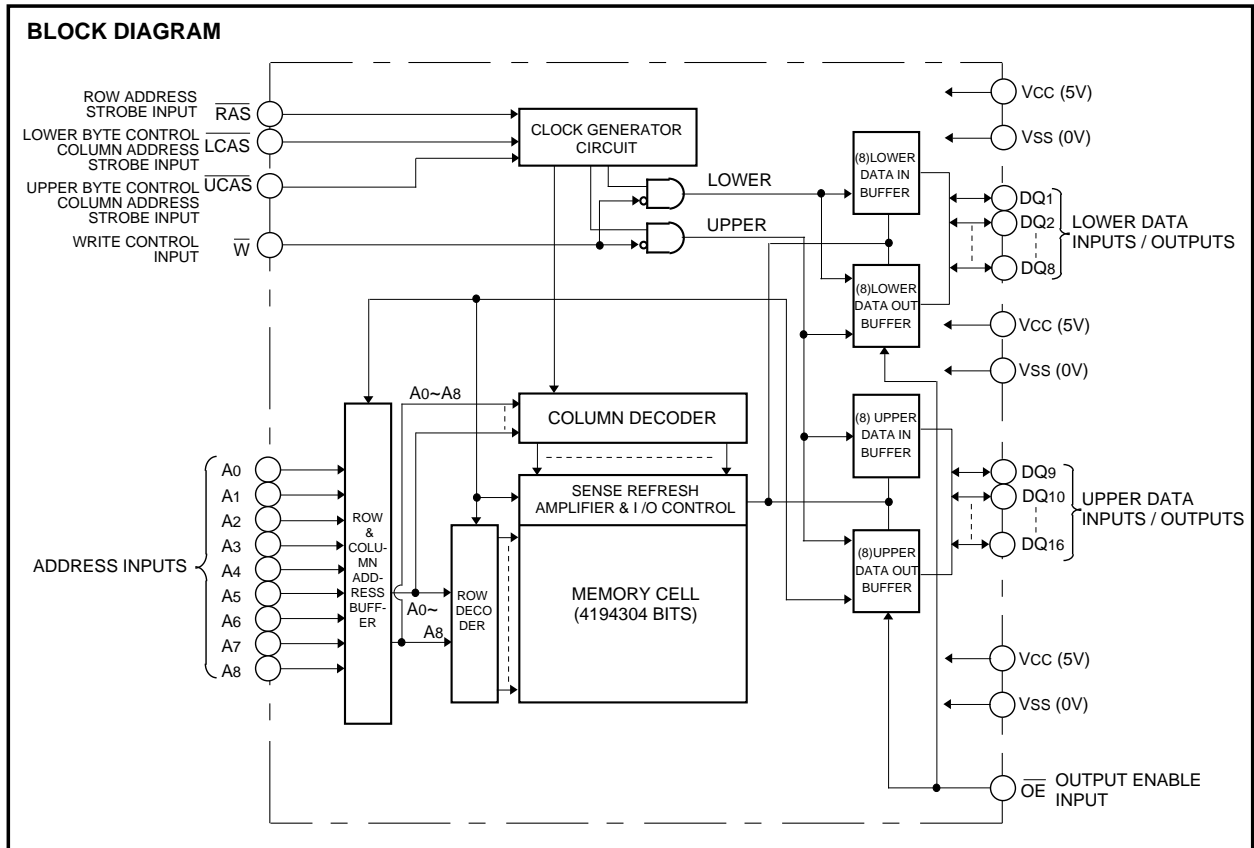 BLOCK DIAGRAM
ROW ADDRESS
STROBE INPUT
RAS
LOWER BYTE CONTROL
COLUMN ADDRESS
STROBE INPUT
LCAS
UPPER BYTE CONTROL
COLUMN ADDRESS
STROBE INPUT
UCAS
WRITE CONTROL
INPUT
W
CLOCK GENERATOR
CIRCUIT
LOWER
UPPER
(8)LOWER
DATA IN
BUFFER
(8)LOWER
DATA OUT
BUFFER
VCC (5V)
VSS (0V)
DQ1
DQ2
DQ8
LOWER DATA
INPUTS / OUTPUTS
VCC (5V)
VSS (0V)
A0~A8
COLUMN DECODER
SENSE REFRESH
AMPLIFIER & I /O CONTROL
MEMORY CELL
(4194304 BITS)
(8) UPPER
DATA IN
BUFFER
(8)UPPER
DATA OUT
BUFFER
DQ9
DQ10
DQ16
UPPER DATA
INPUTS / OUTPUTS
ADDRESS INPUTS
A0
A1
A2
A3
A4
A5
A6
A7
A8
ROW
&
COLU-
MN
ADD-
RESS
BUFF-
ER
A0~
A8
ROW
DECO
DER
VCC (5V)
VSS (0V)
OE
OUTPUT ENABLE
INPUT